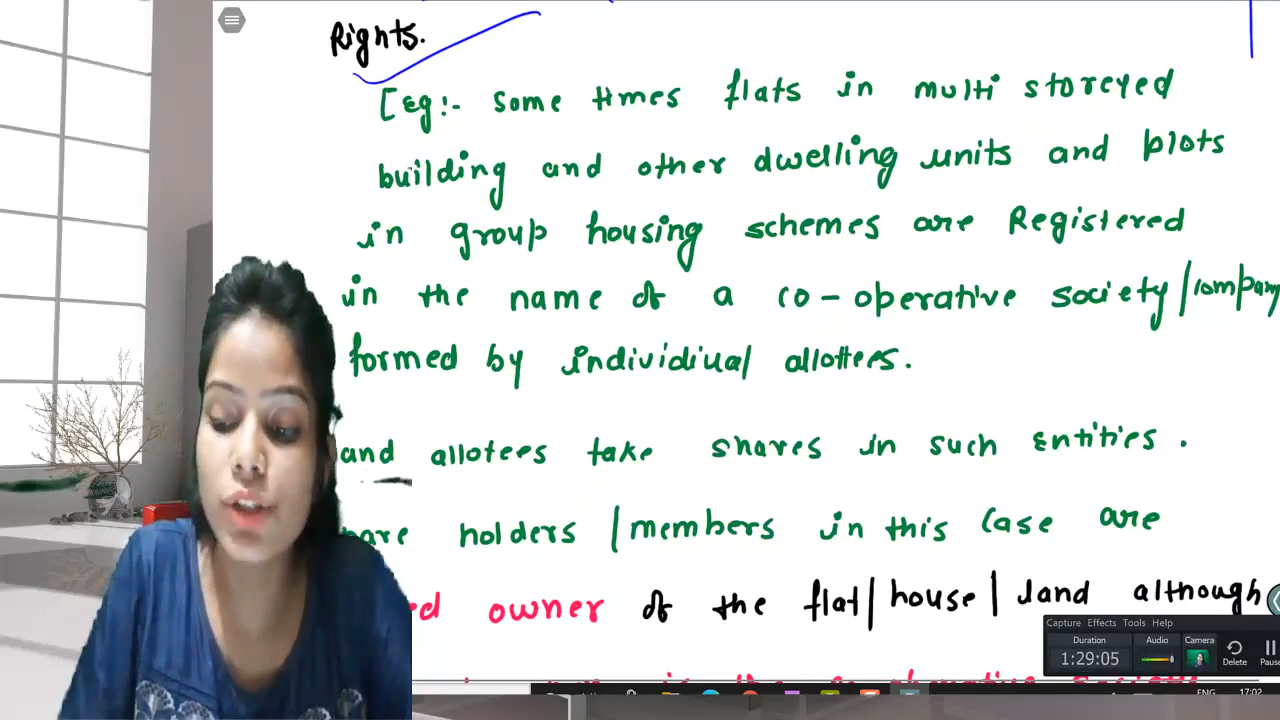 Rights.
[Eg:- Some times flats in multi storeyed
building and other dwelling units and plots
in group housing schemes are Registered
in the name of a co-operative society/company
formed by individiual allottees.
and allotees take shares in such Entities.
holders/members in this case are
owner of the flat/house/land although
Capture Effects Tools Help
Duration Audio Camera
1:29:05 Delete Pause
ENG 17:02